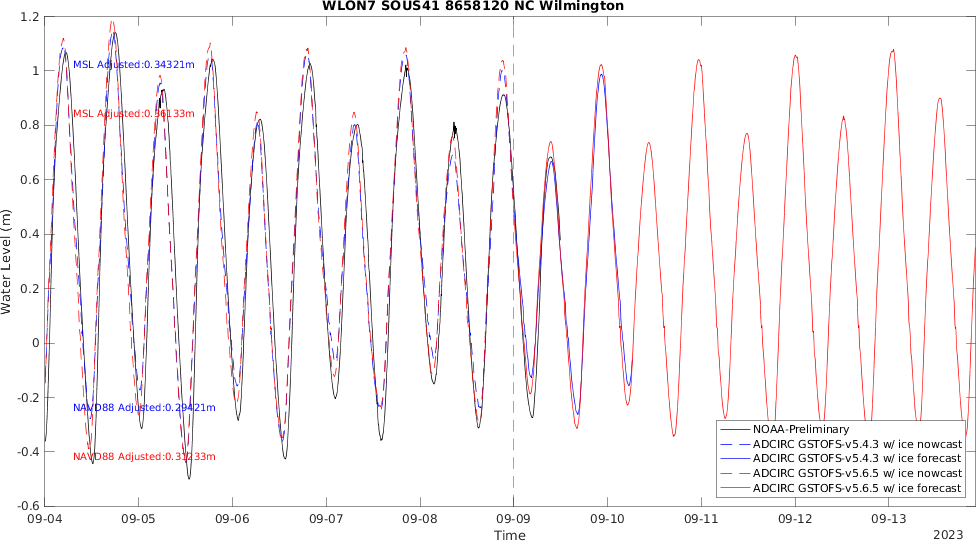 WLON7 SOUS41 8658120 NC Wilmington
1.2
1
0.8
0.6
0.4
0.2
0
-0.2
-0.4
-0.6
Water Level (m)
MSL Adjusted:0.34321m
MSL Adjusted:0.36133m
NAVD88 Adjusted:0.29421m
NAVD88 Adjusted:0.31233m
NOAA-Preliminary
ADCIRC GSTOFS-v5.4.3 w/ ice nowcast
ADCIRC GSTOFS-v5.4.3 w/ ice forecast
ADCIRC GSTOFS-v5.6.5 w/ ice nowcast
ADCIRC GSTOFS-v5.6.5 w/ ice forecast
09-04 09-05 09-06 09-07 09-08 09-09 09-10 09-11 09-12 09-13
Time
2023